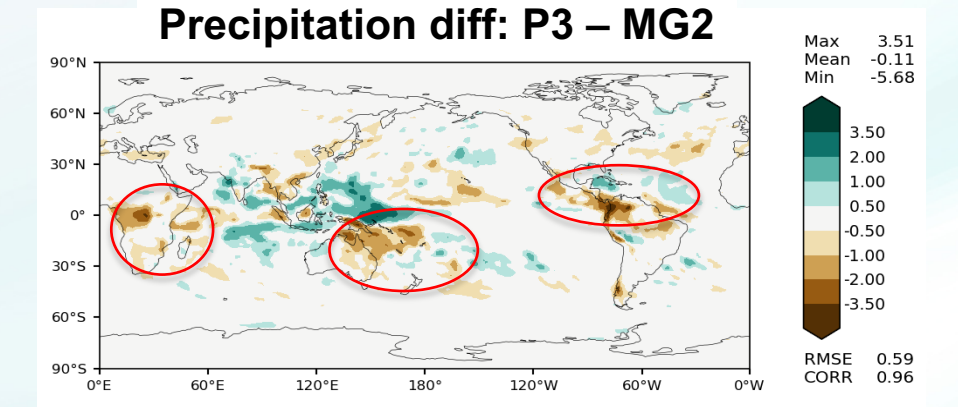 Precipitation diff: P3 – MG2
Max 3.51
Mean -0.11
Min -5.68
90°N
60°N
30°N
0°
30°S
60°S
90°S
0°E 60°E 120°E 180° 120°W 60°W 0°W
3.50
2.00
1.00
0.50
-0.50
-1.00
-2.00
-3.50
RMSE 0.59
CORR 0.96